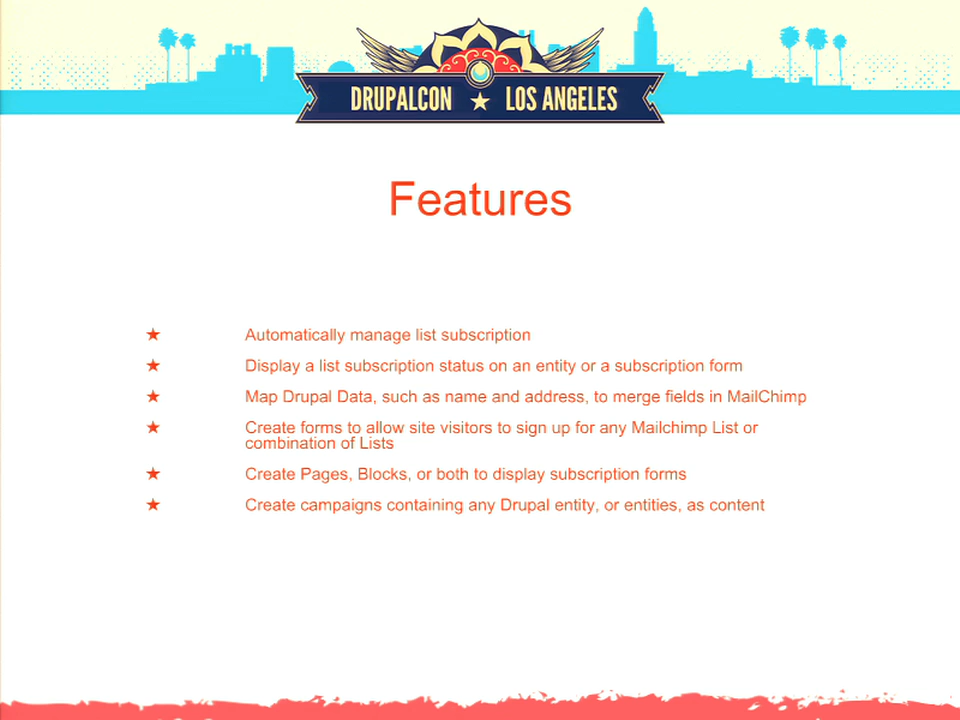 DRUPALCON ★ LOS ANGELES
Features
★ Automatically manage list subscription
★ Display a list subscription status on an entity or a subscription form
★ Map Drupal Data, such as name and address, to merge fields in MailChimp
★ Create forms to allow site visitors to sign up for any Mailchimp List or
combination of Lists
★ Create Pages, Blocks, or both to display subscription forms
★ Create campaigns containing any Drupal entity, or entities, as content